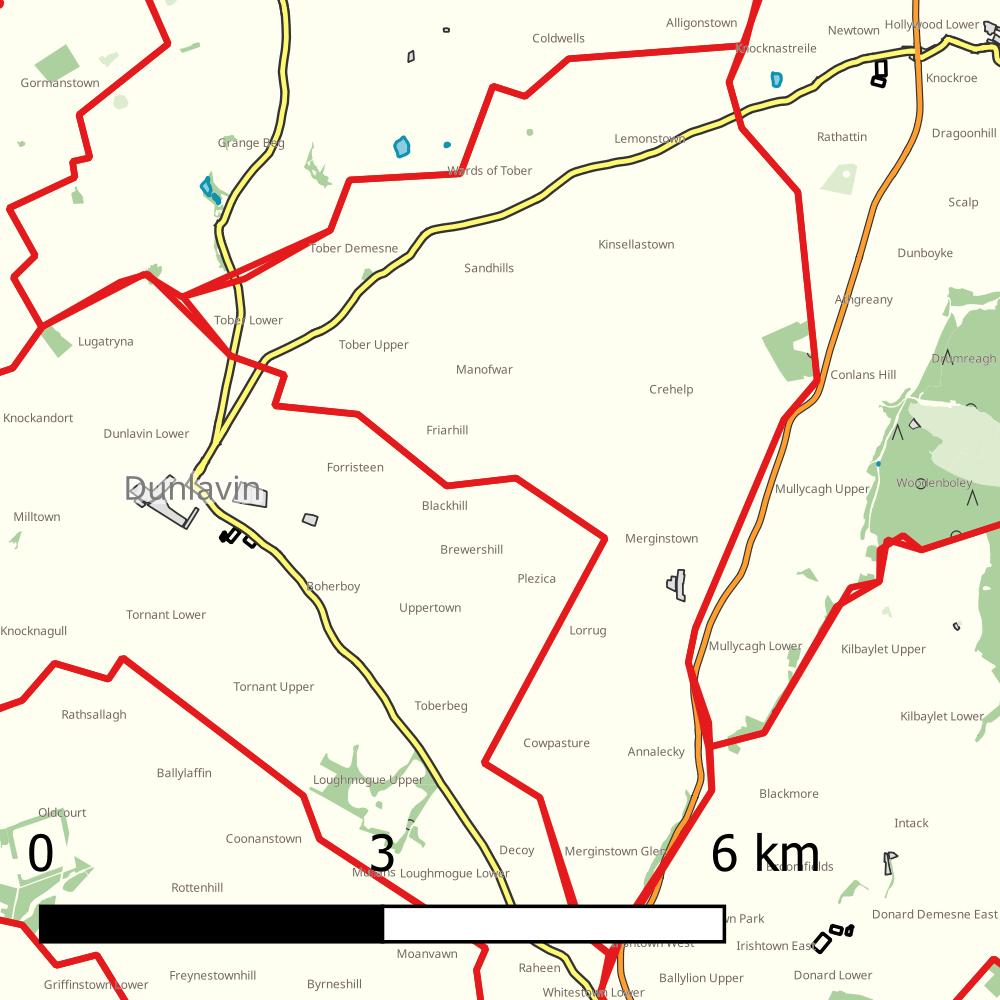 Alligonstown
Hollywood Lower
Newtown
Coldwells
Knocknastreile
Gormanstown
Knockroe
Dragoonhill
Rathattin
Lemonstown
Grange Beg
Wards of Tober
Scalp
Kinsellastown
Tober Demesne
Dunboyke
Sandhills
Athgreany
Tober Lower
Lugatryna
Tober Upper
Dromreagh
Manofwar
Conlans Hill
Crehelp
Knockandort
Friarhill
Dunlavin Lower
Forristeen
Woodenboley
Dunlavin
Mullycagh Upper
Blackhill
Milltown
Merginstown
Brewershill
Plezica
Boherboy
Uppertown
Tornant Lower
Knocknagull
Lorrug
Mullycagh Lower
Kilbaylet Upper
Tornant Upper
Toberbeg
Rathsallagh
Kilbaylet Lower
Cowpasture
Annalecky
Ballylaffin
Loughmogue Upper
Blackmore
Oldcourt
Intack
Coonanstown
Decoy
Merginstown Glen
0 3 6 km
Loughmogue Lower
Rottenhill
Donard Demesne East
Irishtown East
Moanvawn
Raheen
Freynestownhill
Byrneshill
Griffinstown Lower
Ballylion Upper
Donard Lower
Whitestown Lower